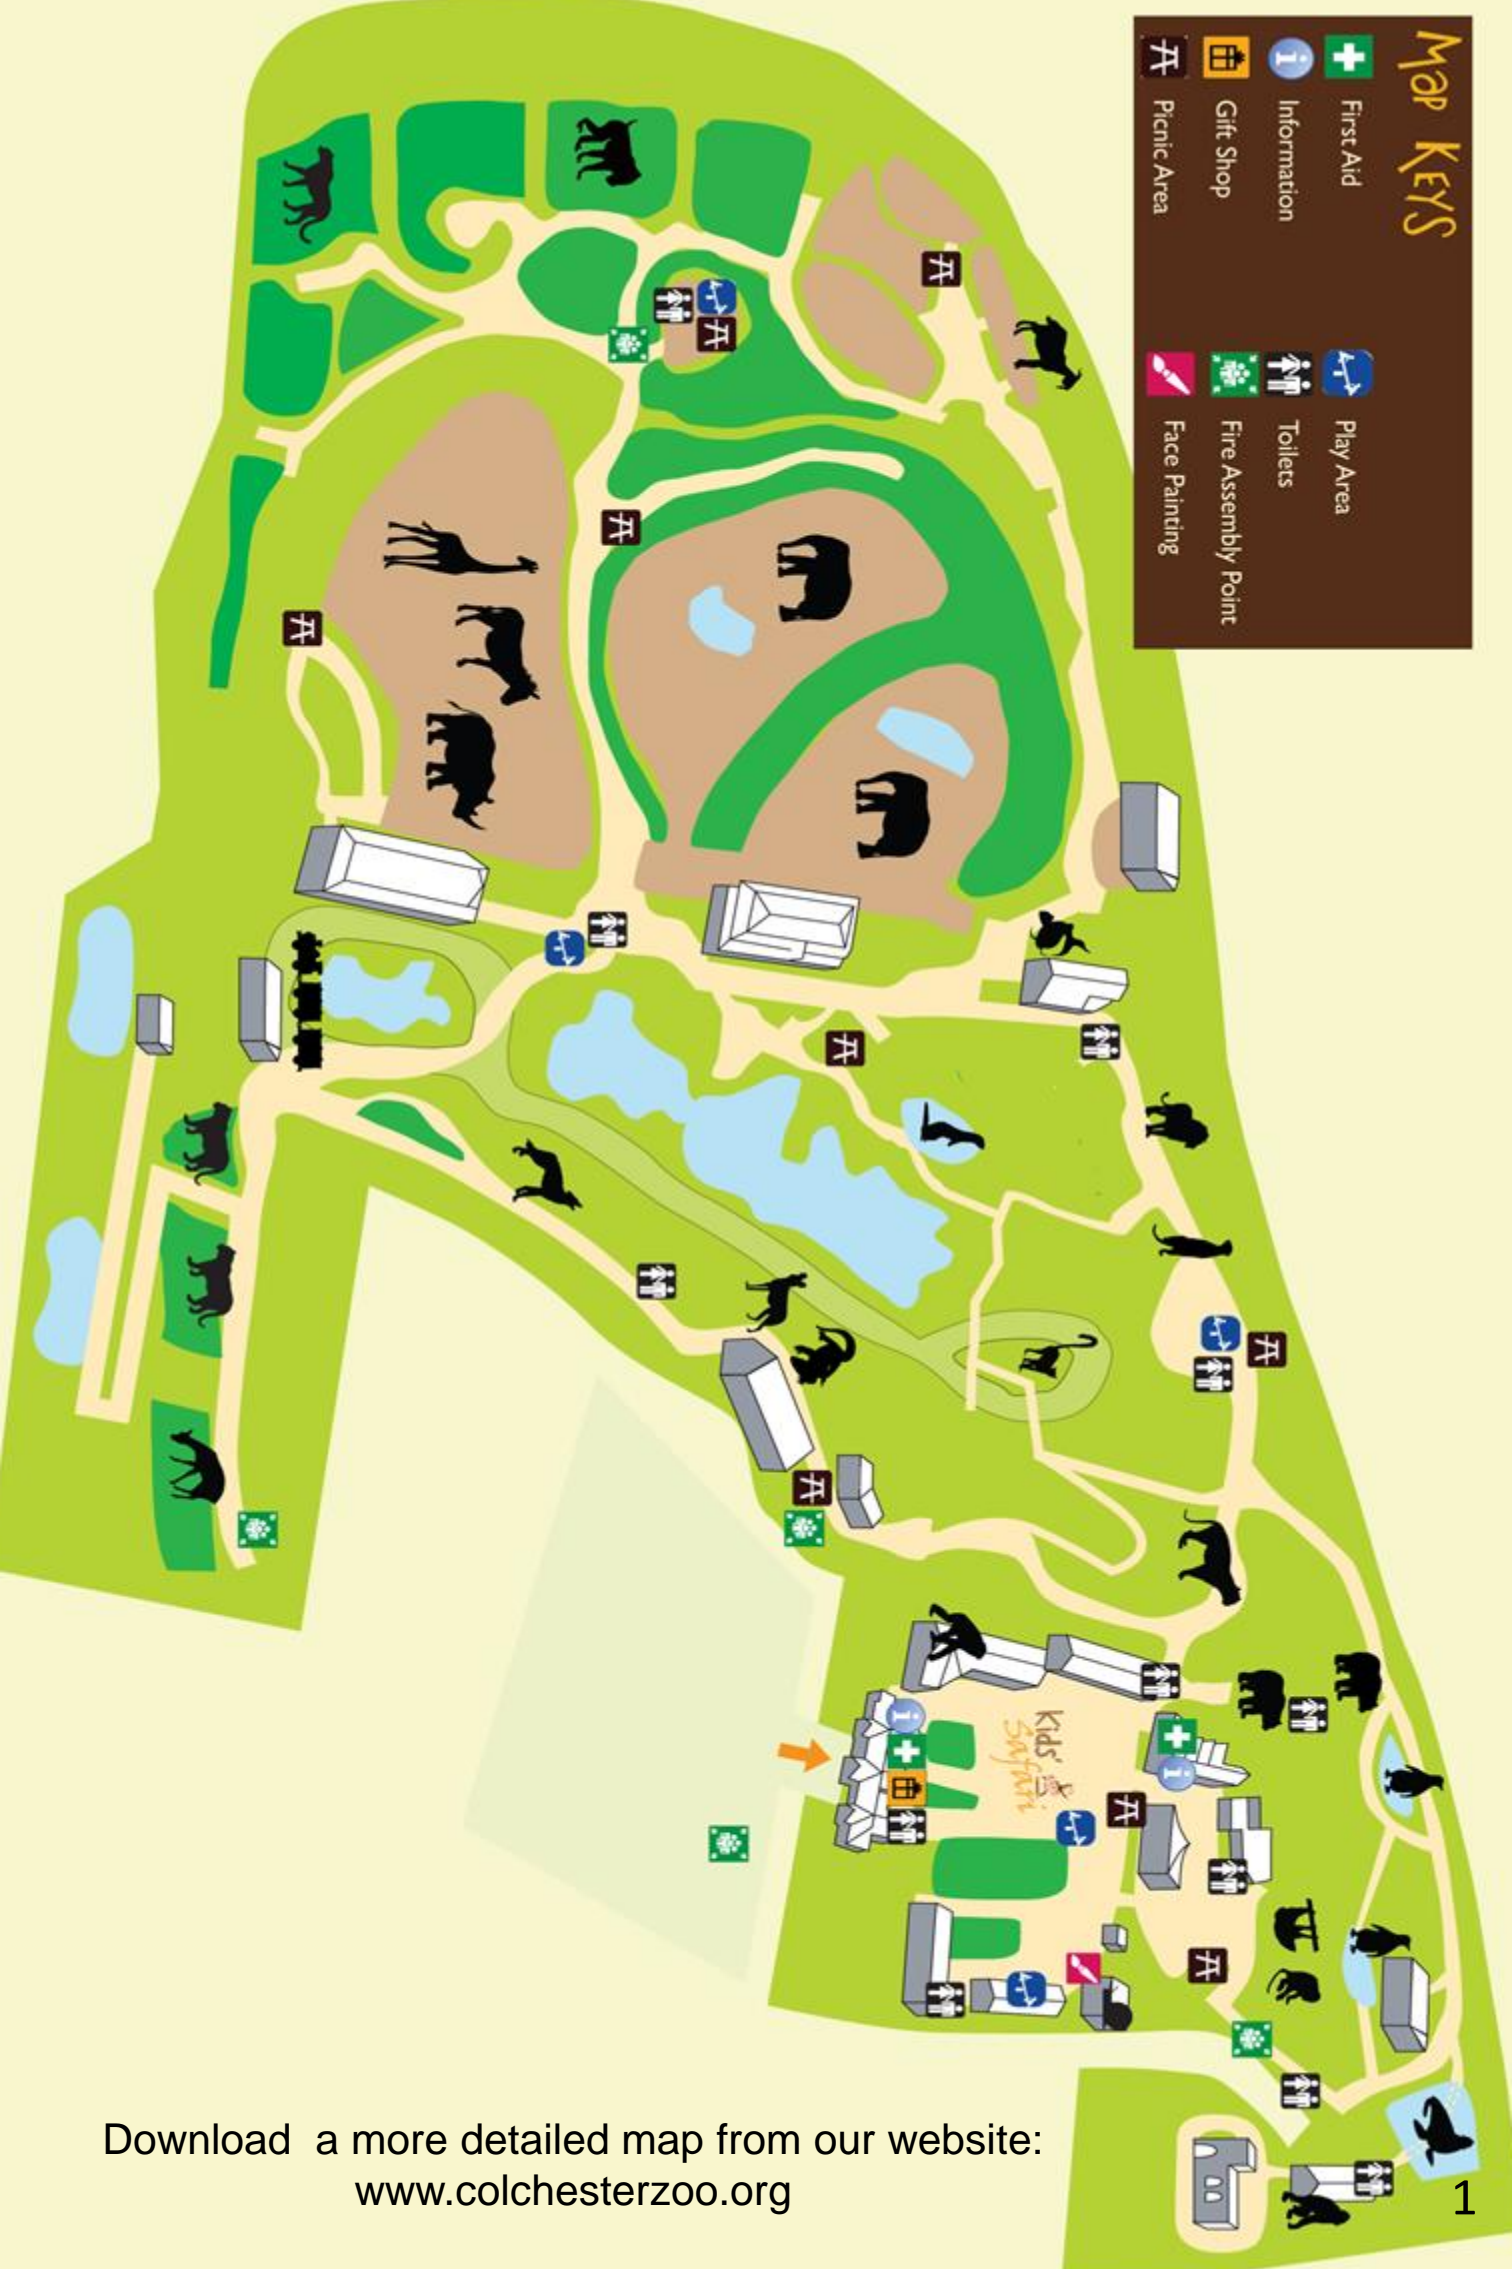 Map Keys
First Aid
Information
Gift Shop
Picnic Area
Play Area
Toilets
Fire Assembly Point
Face Painting
i
Kids'
Safari
i
Download a more detailed map from our website:
www.colchesterzoo.org
1